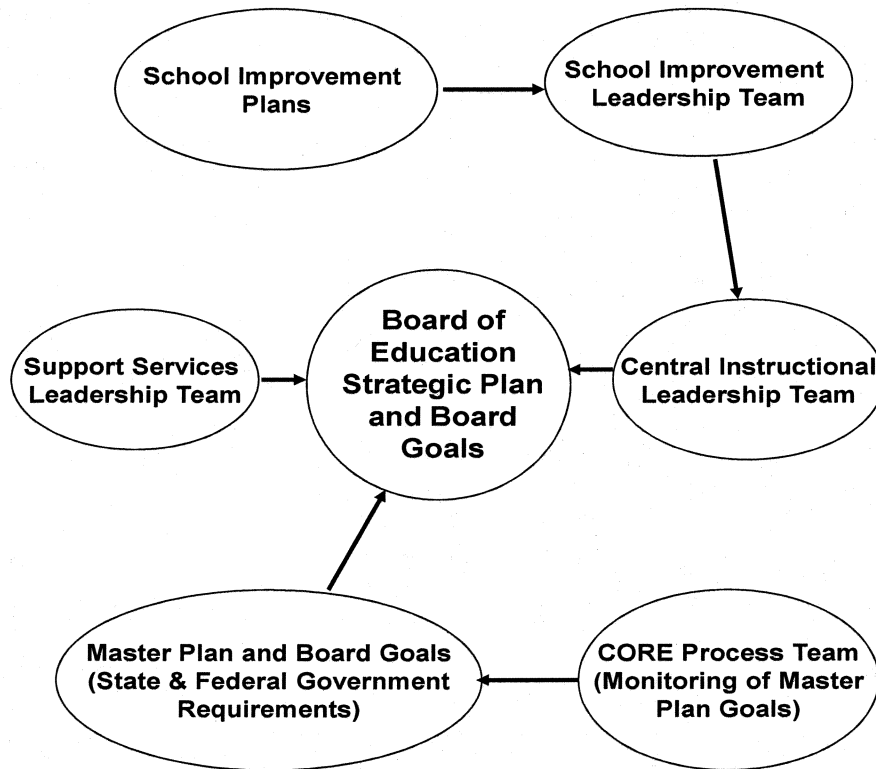 School Improvement
Plans
School Improvement
Leadership Team
Board of
Education
Strategic Plan
and Board
Goals
Support Services
Leadership Team
Central Instructional
Leadership Team
Master Plan and Board Goals
(State & Federal Government
Requirements)
CORE Process Team
(Monitoring of Master
Plan Goals)